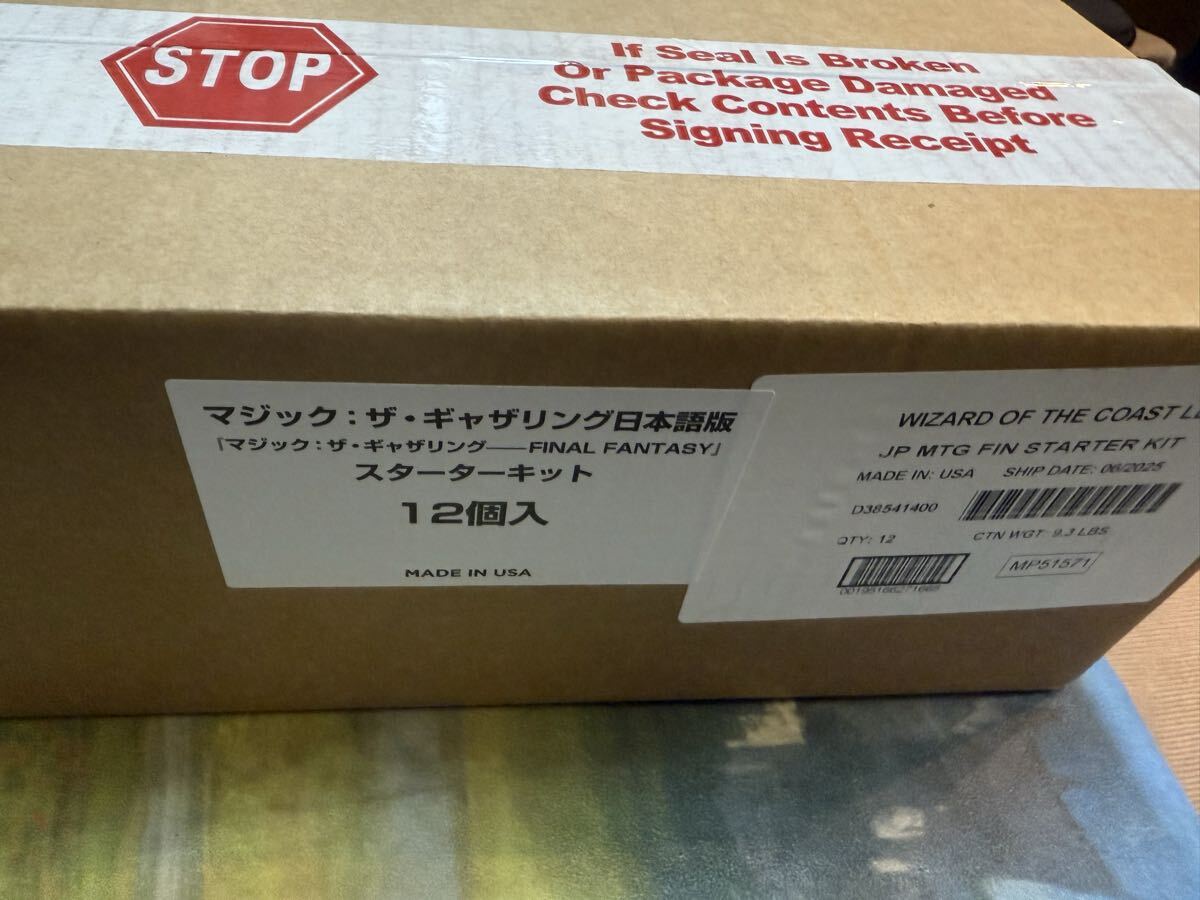 STOP
If Seal Is Broken
Or Package Damaged
Check Contents Before
Signing Receipt
マジック：ザ・ギャザリング日本語版
『マジック：ザ・ギャザリング——FINAL FANTASY』
スターターキット
12個入
MADE IN USA
WIZARD OF THE COAST
JP MTG FIN STARTER KIT
MADE IN: USA SHIP DATE: 06/2025
D38541400
QTY: 12 CTN WGT: 9.3 LBS
MP51571